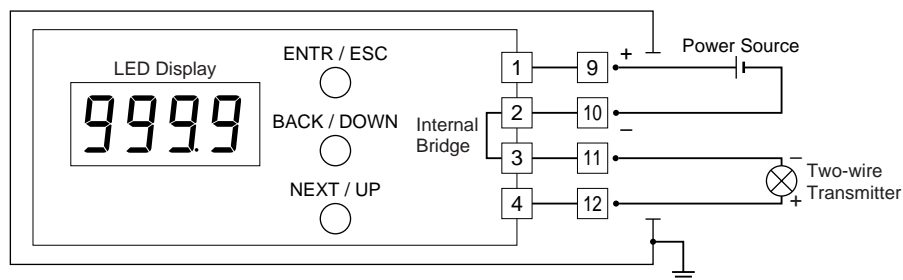 LED Display
999.9
ENTR / ESC
BACK / DOWN
NEXT / UP
Internal
Bridge
1
2
3
4
9
10
11
12
+
−
Power Source
−
+
Two-wire
Transmitter